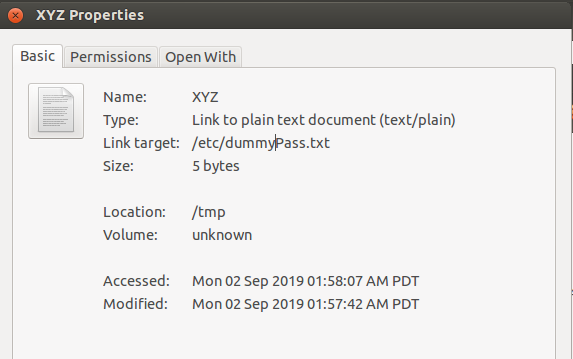 XYZ Properties
Basic Permissions Open With
Name: XYZ
Type: Link to plain text document (text/plain)
Link target: /etc/dummyPass.txt
Size: 5 bytes
Location: /tmp
Volume: unknown
Accessed: Mon 02 Sep 2019 01:58:07 AM PDT
Modified: Mon 02 Sep 2019 01:57:42 AM PDT